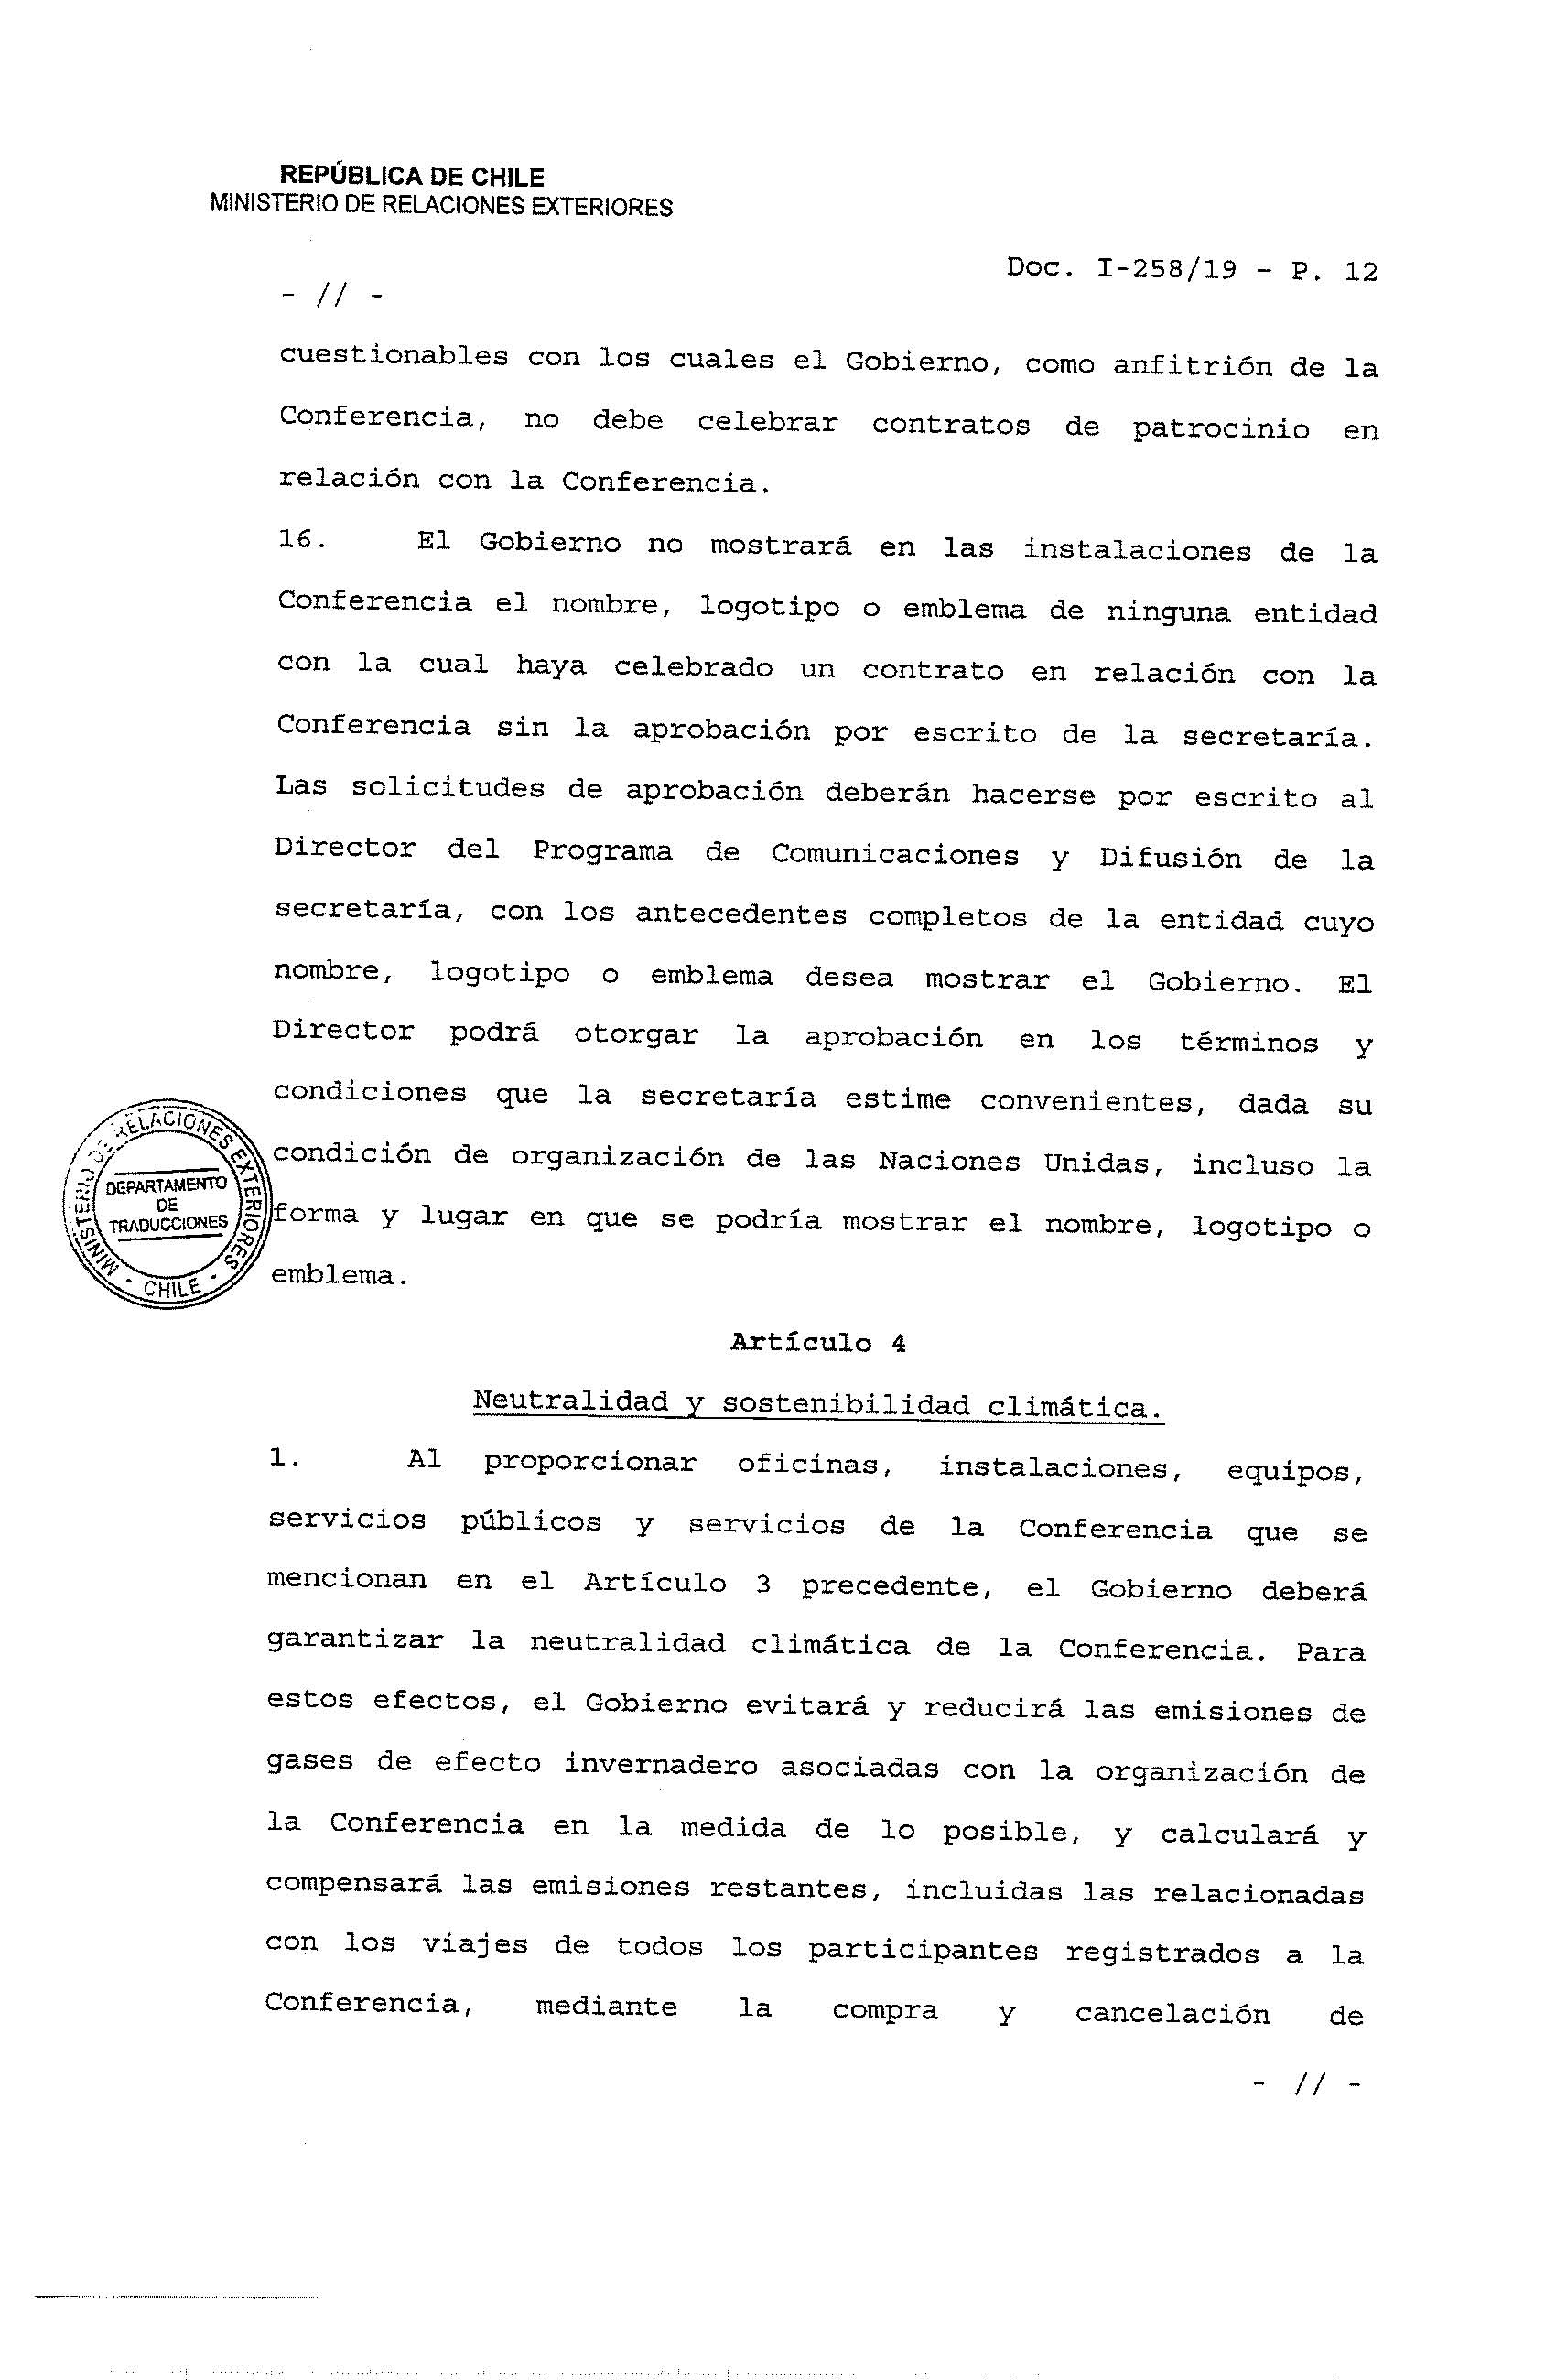 REPÚBLICA DE CHILE
MINISTERIO DE RELACIONES EXTERIORES
Doc. I-258/19 - P. 12
- // -
cuestionables con los cuales el Gobierno, como anfitrión de la
Conferencia, no debe celebrar contratos de patrocinio en
relación con la Conferencia.
16. El Gobierno no mostrará en las instalaciones de la
Conferencia el nombre, logotipo o emblema de ninguna entidad
con la cual haya celebrado un contrato en relación con la
Conferencia sin la aprobación por escrito de la secretaría.
Las solicitudes de aprobación deberán hacerse por escrito al
Director del Programa de Comunicaciones y Difusión de la
secretaría, con los antecedentes completos de la entidad cuyo
nombre, logotipo o emblema desea mostrar el Gobierno. El
Director podrá otorgar la aprobación en los términos y
condiciones que la secretaría estime convenientes, dada su
condición de organización de las Naciones Unidas, incluso la
forma y lugar en que se podría mostrar el nombre, logotipo o
emblema.
MINISTERIO DE RELACIONES EXTERIORES
DEPARTAMENTO
DE
TRADUCCIONES
- CHILE -
Artículo 4
Neutralidad y sostenibilidad climática.
1. Al proporcionar oficinas, instalaciones, equipos,
servicios públicos y servicios de la Conferencia que se
mencionan en el Artículo 3 precedente, el Gobierno deberá
garantizar la neutralidad climática de la Conferencia. Para
estos efectos, el Gobierno evitará y reducirá las emisiones de
gases de efecto invernadero asociadas con la organización de
la Conferencia en la medida de lo posible, y calculará y
compensará las emisiones restantes, incluidas las relacionadas
con los viajes de todos los participantes registrados a la
Conferencia, mediante la compra y cancelación de
- // -